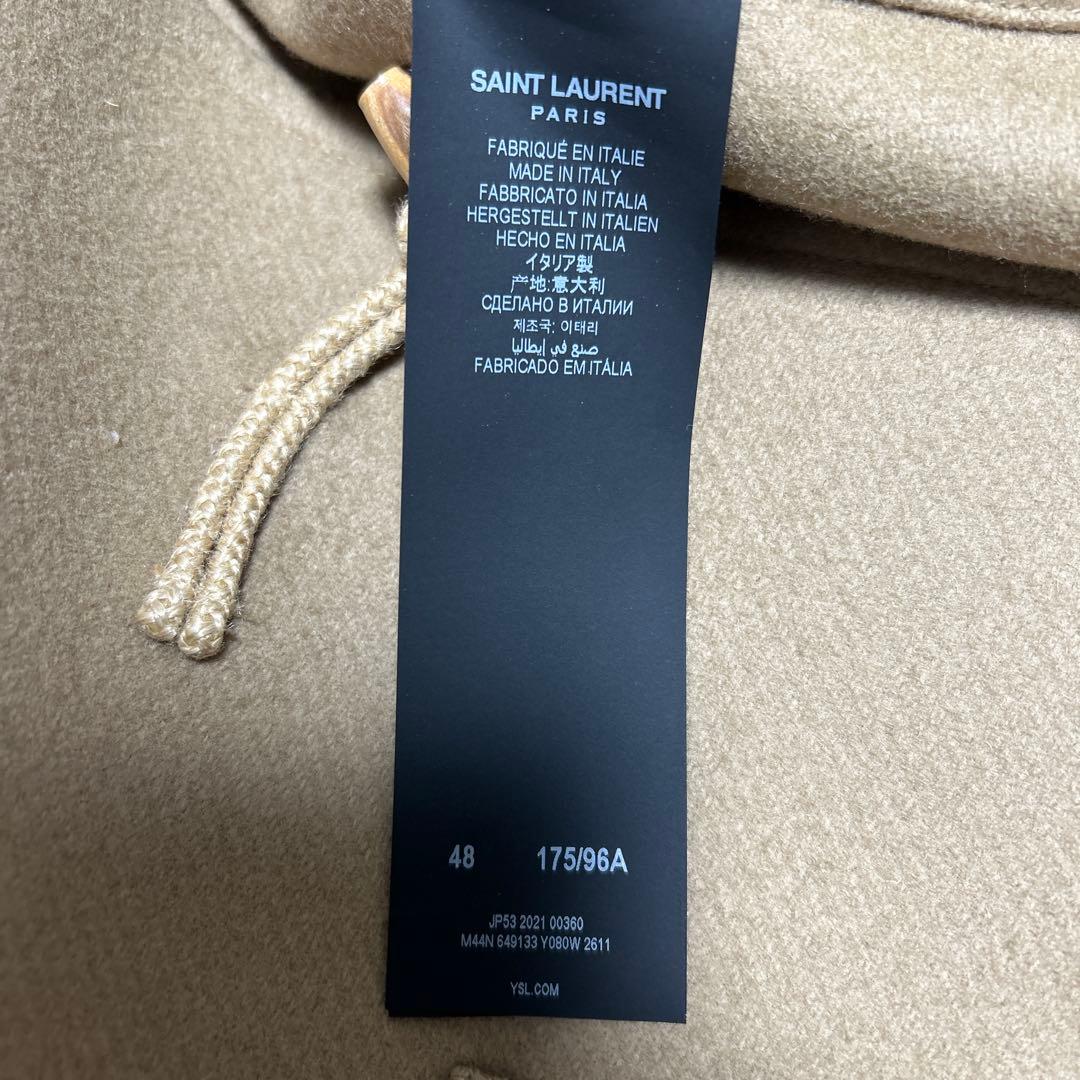 SAINT LAURENT
PARIS
FABRIQUÉ EN ITALIE
MADE IN ITALY
FABBRICATO IN ITALIA
HERGESTELLT IN ITALIEN
HECHO EN ITALIA
イタリア製
产地:意大利
СДЕЛАНО В ИТАЛИИ
제조국: 이태리
صنع في إيطاليا
FABRICADO EM ITÁLIA
48 175/96A
JP53 2021 00360
M44N 649133 Y080W 2611
YSL.COM